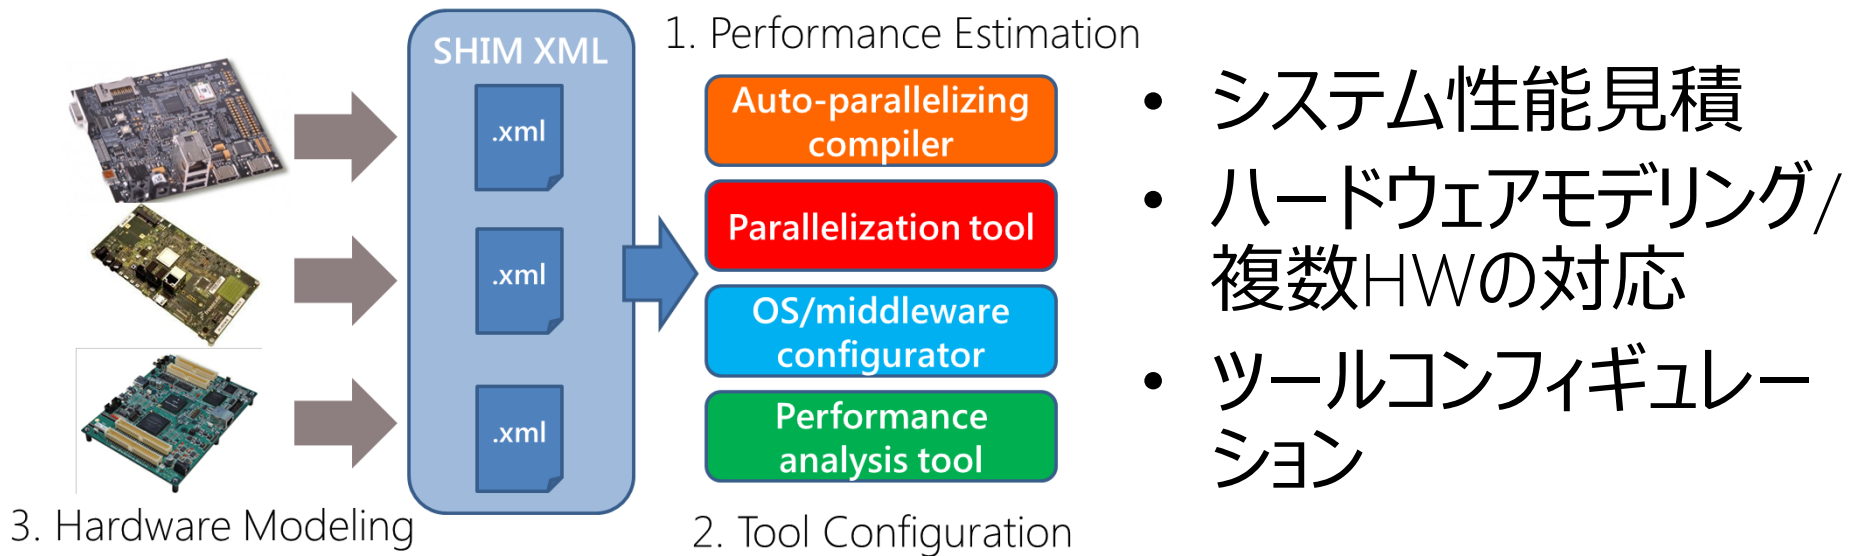 SHIM XML
.xml
.xml
.xml
3. Hardware Modeling
1. Performance Estimation
Auto-parallelizing
compiler
Parallelization tool
OS/middleware
configurator
Performance
analysis tool
2. Tool Configuration
• システム性能見積
• ハードウェアモデリング/
複数HWの対応
• ツールコンフィギュレー
ション